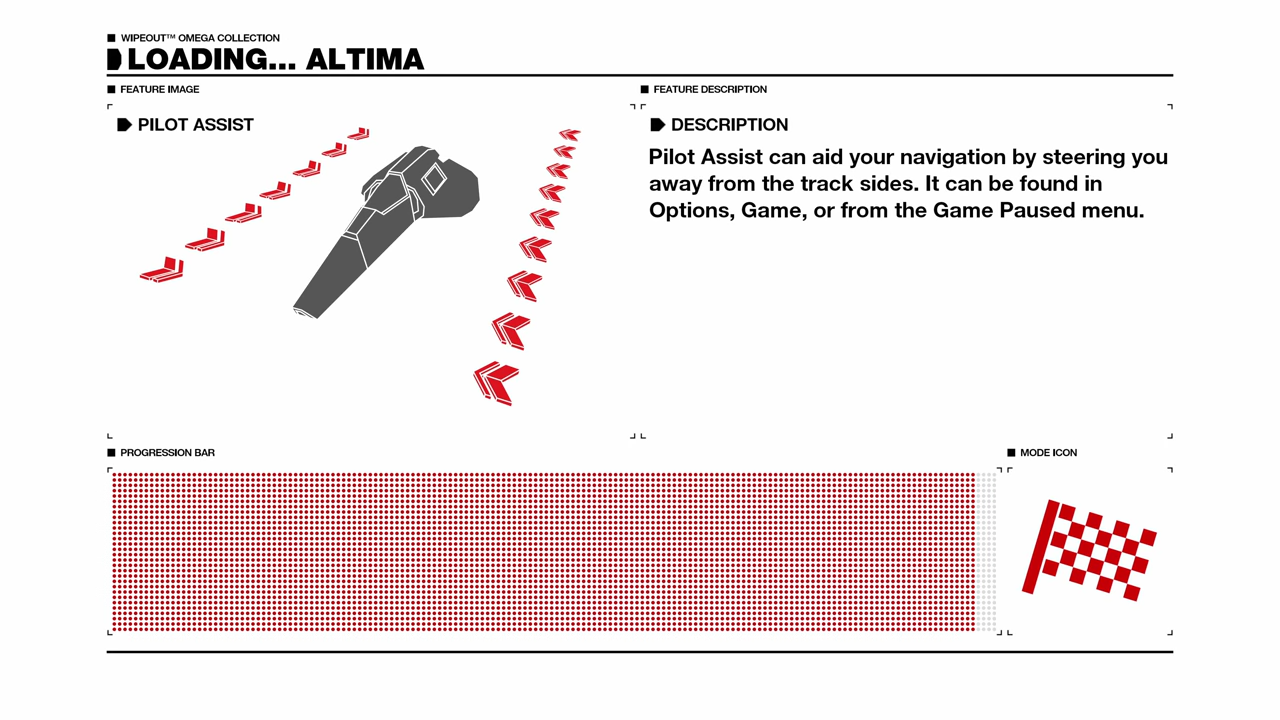 WIPEOUT™ OMEGA COLLECTION
LOADING... ALTIMA
FEATURE IMAGE
FEATURE DESCRIPTION
PILOT ASSIST
DESCRIPTION
Pilot Assist can aid your navigation by steering you
away from the track sides. It can be found in
Options, Game, or from the Game Paused menu.
PROGRESSION BAR
MODE ICON